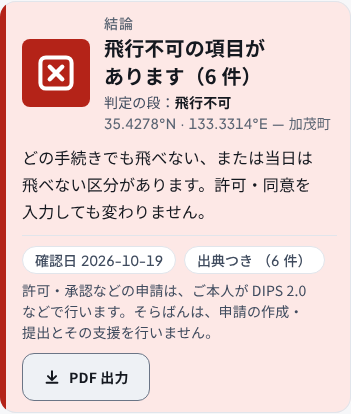 結論
飛行不可の項目が
あります（6 件）
判定の段：飛行不可
35.4278°N · 133.3314°E — 加茂町
どの手続きでも飛べない、または当日は
飛べない区分があります。許可・同意を
入力しても変わりません。
確認日 2026-10-19
出典つき （6 件）
許可・承認などの申請は、ご本人が DIPS 2.0
などで行います。そらばんは、申請の作成・
提出とその支援を行いません。
PDF 出力